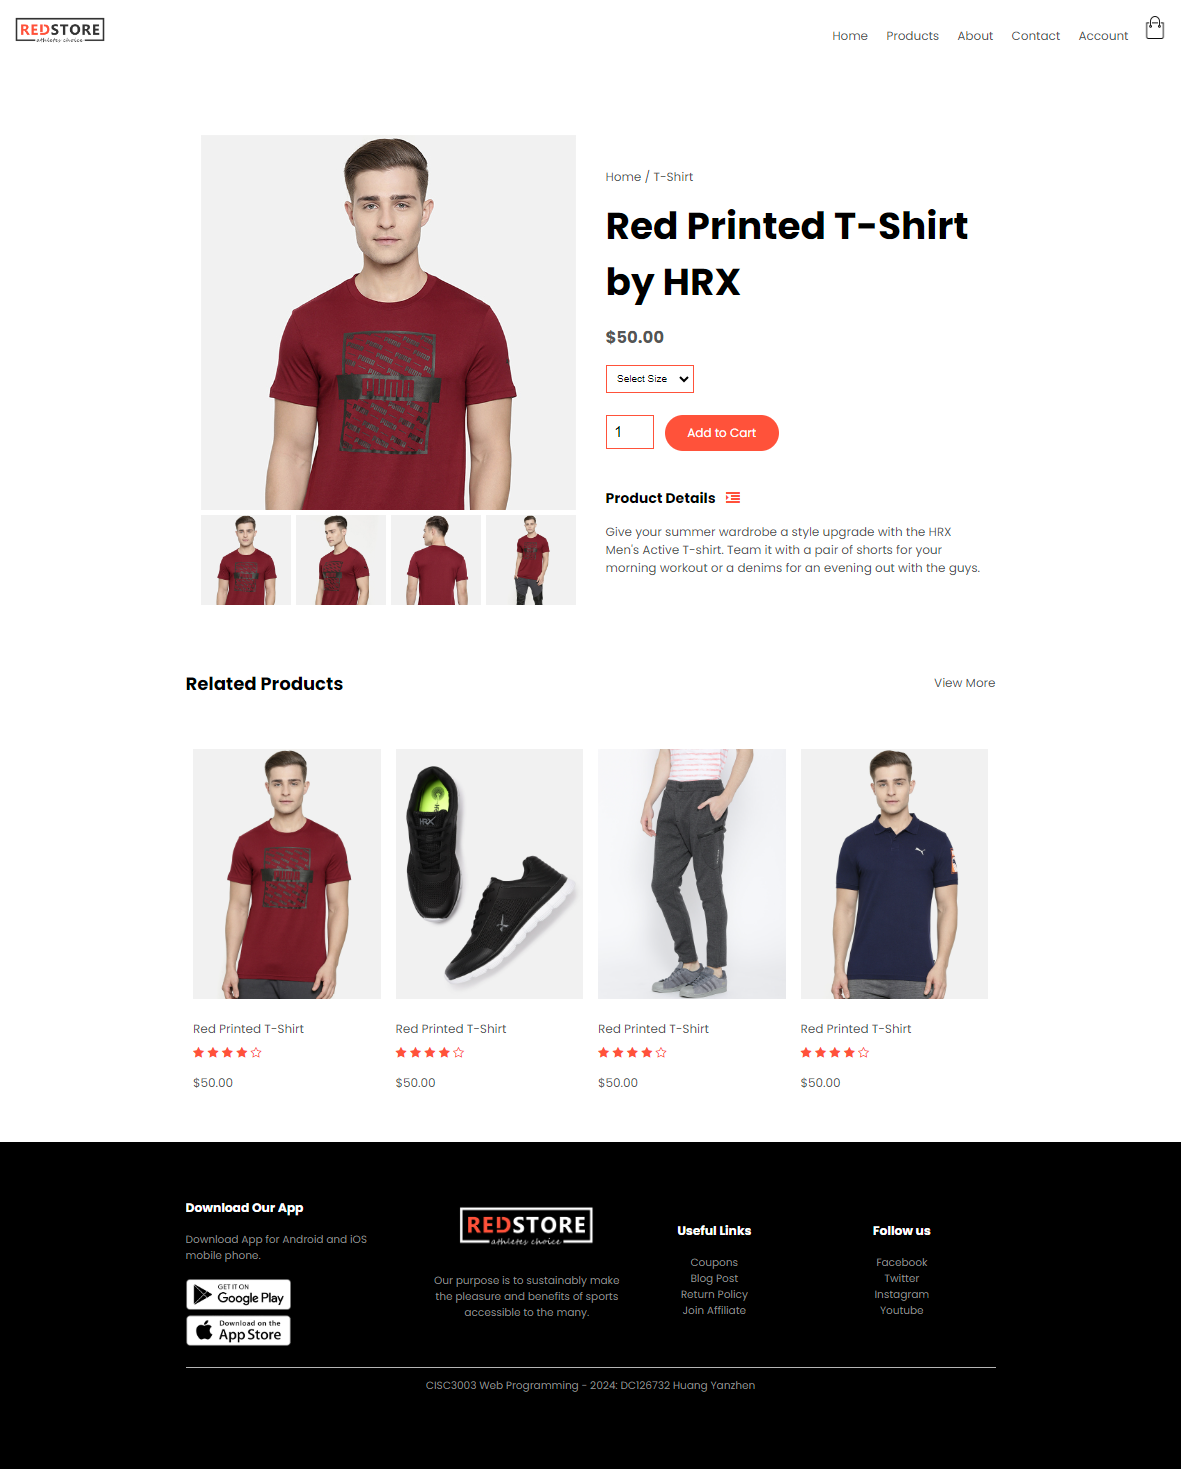 REDSTORE
athletes choice
Home Products About Contact Account
Home / T-Shirt
Red Printed T-Shirt
by HRX
$50.00
Select Size
1
Add to Cart
PUMA
Product Details
Give your summer wardrobe a style upgrade with the HRX
Men's Active T-shirt. Team it with a pair of shorts for your
morning workout or a denims for an evening out with the guys.
Related Products
View More
PUMA
HRX
Red Printed T-Shirt
$50.00
Red Printed T-Shirt
$50.00
Red Printed T-Shirt
$50.00
Red Printed T-Shirt
$50.00
Download Our App
Download App for Android and iOS
mobile phone.
GET IT ON
Google Play
Download on the
App Store
REDSTORE
athletes choice
Our purpose is to sustainably make
the pleasure and benefits of sports
accessible to the many.
Useful Links
Coupons
Blog Post
Return Policy
Join Affiliate
Follow us
Facebook
Twitter
Instagram
Youtube
CISC3003 Web Programming - 2024: DC126732 Huang Yanzhen